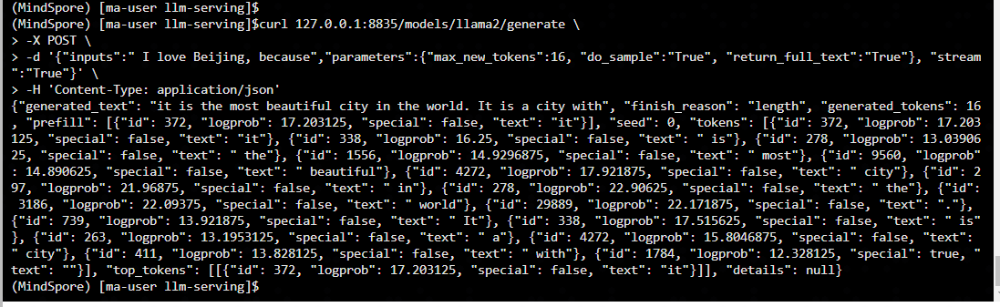 (MindSpore) [ma-user llm-serving]$
(MindSpore) [ma-user llm-serving]$curl 127.0.0.1:8835/models/llama2/generate \
> -X POST \
> -d '{"inputs":" I love Beijing, because","parameters":{"max_new_tokens":16, "do_sample":"True", "return_full_text":"True"}, "stream
":"True"}' \
> -H 'Content-Type: application/json'
{"generated_text": "it is the most beautiful city in the world. It is a city with", "finish_reason": "length", "generated_tokens": 16
, "prefill": [{"id": 372, "logprob": 17.203125, "special": false, "text": "it"}], "seed": 0, "tokens": [{"id": 372, "logprob": 17.203
125, "special": false, "text": "it"}, {"id": 338, "logprob": 16.25, "special": false, "text": " is"}, {"id": 278, "logprob": 13.03906
25, "special": false, "text": " the"}, {"id": 1556, "logprob": 14.9296875, "special": false, "text": " most"}, {"id": 9560, "logprob"
: 14.890625, "special": false, "text": " beautiful"}, {"id": 4272, "logprob": 17.921875, "special": false, "text": " city"}, {"id": 2
97, "logprob": 21.96875, "special": false, "text": " in"}, {"id": 278, "logprob": 22.90625, "special": false, "text": " the"}, {"id":
 3186, "logprob": 22.09375, "special": false, "text": " world"}, {"id": 29889, "logprob": 22.171875, "special": false, "text": "."},
{"id": 739, "logprob": 13.921875, "special": false, "text": " It"}, {"id": 338, "logprob": 17.515625, "special": false, "text": " is"
}, {"id": 263, "logprob": 13.1953125, "special": false, "text": " a"}, {"id": 4272, "logprob": 15.8046875, "special": false, "text":
" city"}, {"id": 411, "logprob": 13.828125, "special": false, "text": " with"}, {"id": 1784, "logprob": 12.328125, "special": true, "
text": ""}], "top_tokens": [[{"id": 372, "logprob": 17.203125, "special": false, "text": "it"}]], "details": null}
(MindSpore) [ma-user llm-serving]$